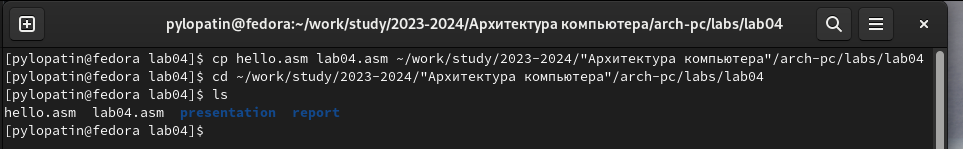 pylopatin@fedora:~/work/study/2023-2024/Архитектура компьютера/arch-pc/labs/lab04
[pylopatin@fedora lab04]$ cp hello.asm lab04.asm ~/work/study/2023-2024/"Архитектура компьютера"/arch-pc/labs/lab04
[pylopatin@fedora lab04]$ cd ~/work/study/2023-2024/"Архитектура компьютера"/arch-pc/labs/lab04
[pylopatin@fedora lab04]$ ls
hello.asm  lab04.asm  presentation  report
[pylopatin@fedora lab04]$